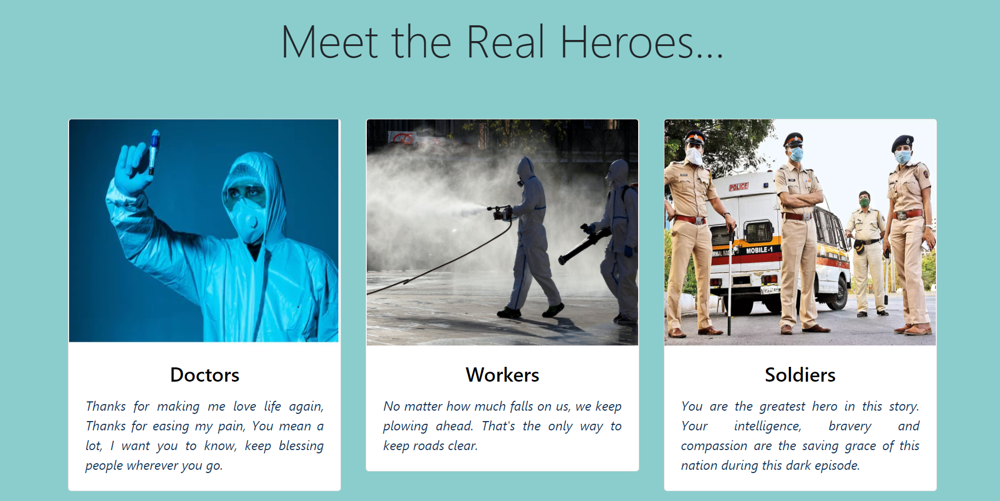 Meet the Real Heroes...
POLICE
MOBILE-1
Doctors
Thanks for making me love life again,
Thanks for easing my pain, You mean a
lot, I want you to know, keep blessing
people wherever you go.
Workers
No matter how much falls on us, we keep
plowing ahead. That's the only way to
keep roads clear.
Soldiers
You are the greatest hero in this story.
Your intelligence, bravery and
compassion are the saving grace of this
nation during this dark episode.